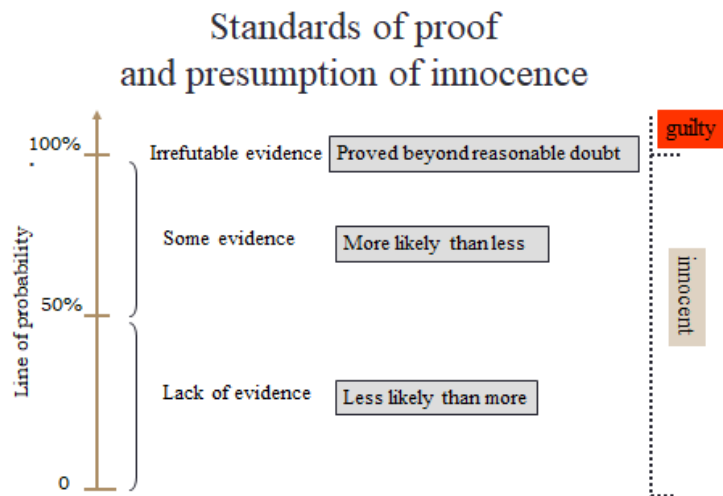 Standards of proof
and presumption of innocence
guilty
100%
Irrefutable evidence
Proved beyond reasonable doubt
Some evidence
More likely than less
innocent
Line of probability
50%
Lack of evidence
Less likely than more
0